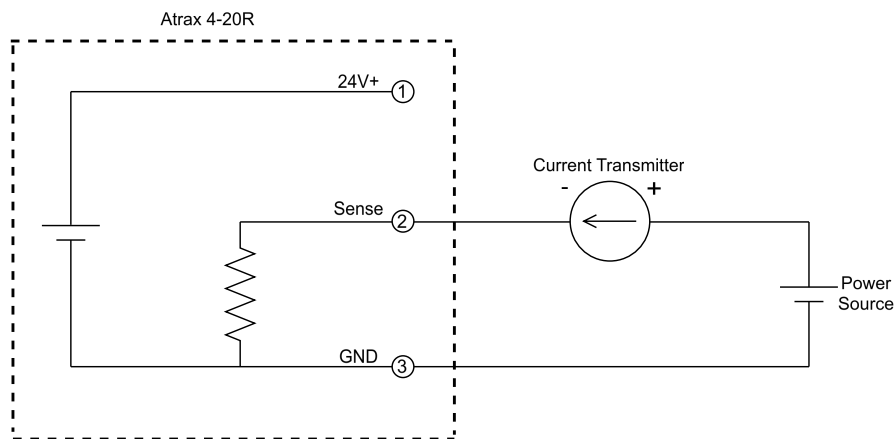 Atrax 4-20R
24V+
1
Current Transmitter
- +
Sense
2
Power
Source
GND
3